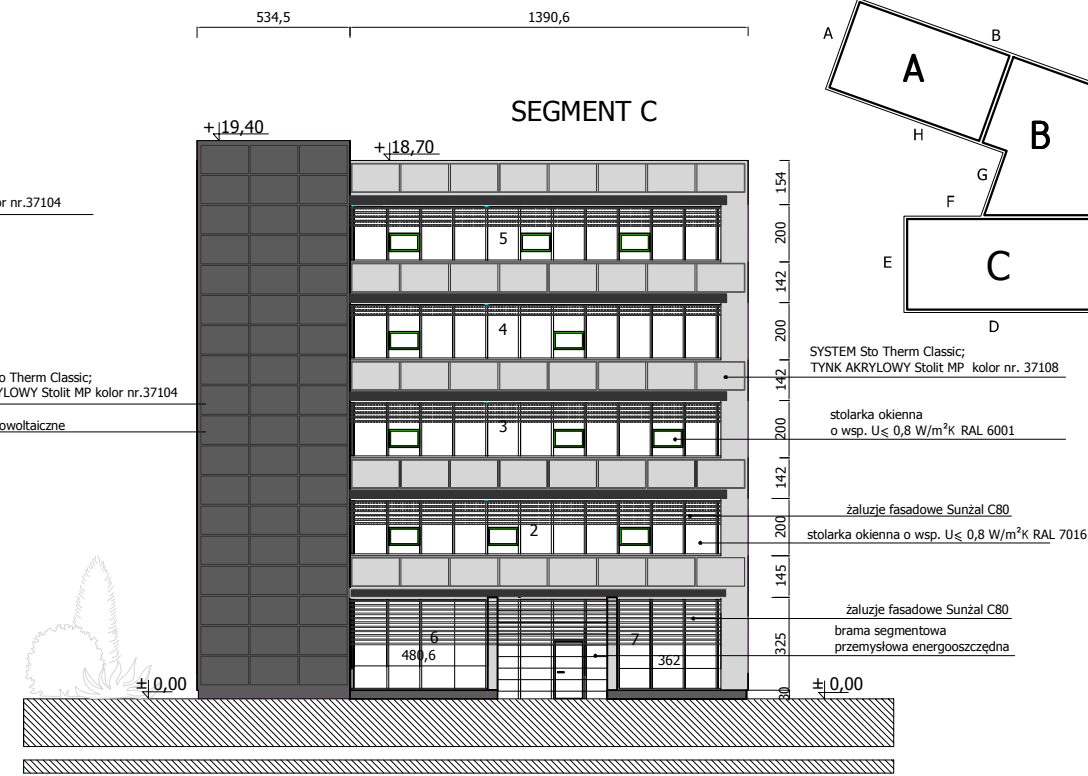 534,5
1390,6
SEGMENT C
+19,40
+18,70
A
B
A
B
H
G
F
E
C
D
or nr.37104
o Therm Classic;
YLOWY Stolit MP kolor nr.37104
owoltaiczne
5
4
3
2
6
480,6
7
362
154
200
142
200
142
200
142
200
145
325
30
SYSTEM Sto Therm Classic;
TYNK AKRYLOWY Stolit MP kolor nr. 37108
stolarka okienna
o wsp. U≤ 0,8 W/m²K RAL 6001
żaluzje fasadowe Sunżal C80
stolarka okienna o wsp. U≤ 0,8 W/m²K RAL 7016
żaluzje fasadowe Sunżal C80
brama segmentowa
przemysłowa energooszczędna
± 0,00
± 0,00